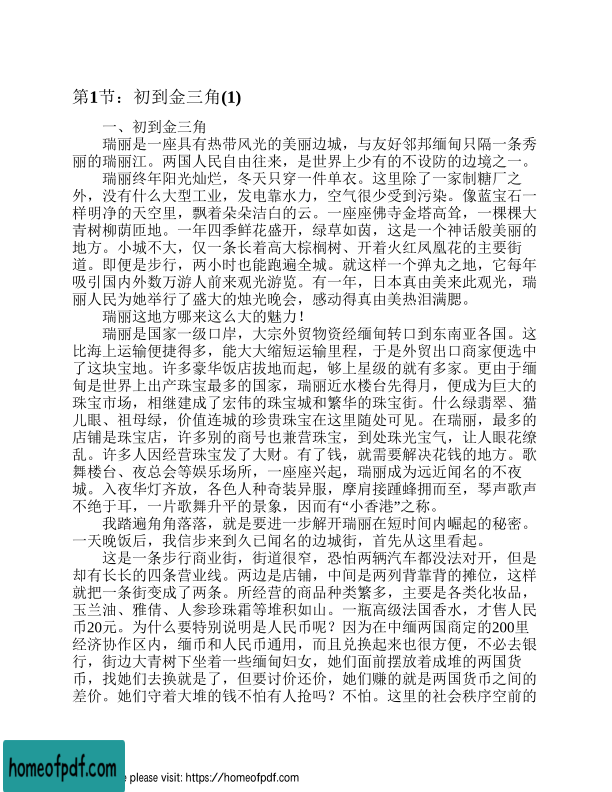 第1节：初到金三角(1)
一、初到金三角
瑞丽是一座具有热带风光的美丽边城，与友好邻邦缅甸只隔一条秀
丽的瑞丽江。两国人民自由往来，是世界上少有的不设防的边境之一。
瑞丽终年阳光灿烂，冬天只穿一件单衣。这里除了一家制糖厂之
外，没有什么大型工业，发电靠水力，空气很少受到污染。像蓝宝石一
样明净的天空里，飘着朵朵洁白的云。一座座佛寺金塔高耸，一棵棵大
青树柳荫匝地。一年四季鲜花盛开，绿草如茵，这是一个神话般美丽的
地方。小城不大，仅一条长着高大棕榈树、开着火红凤凰花的主要街
道。即便是步行，两小时也能跑遍全城。就这样一个弹丸之地，它每年
吸引国内外数万游人前来观光游览。有一年，日本真由美来此观光，瑞
丽人民为她举行了盛大的烛光晚会，感动得真由美热泪满腮。
瑞丽这地方哪来这么大的魅力！
瑞丽是国家一级口岸，大宗外贸物资经缅甸转口到东南亚各国。这
比海上运输便捷得多，能大大缩短运输里程，于是外贸出口商家便选中
了这块宝地。许多豪华饭店拔地而起，够上星级的就有多家。更由于缅
甸是世界上出产珠宝最多的国家，瑞丽近水楼台先得月，便成为巨大的
珠宝市场，相继建成了宏伟的珠宝城和繁华的珠宝街。什么绿翡翠、猫
儿眼、祖母绿，价值连城的珍贵珠宝在这里随处可见。在瑞丽，最多的
店铺是珠宝店，许多别的商号也兼营珠宝，到处珠光宝气，让人眼花缭
乱。许多人因经营珠宝发了大财。有了钱，就需要解决花钱的地方。歌
舞楼台、夜总会等娱乐场所，一座座兴起，瑞丽成为远近闻名的不夜
城。入夜华灯齐放，各色人种奇装异服，摩肩接踵蜂拥而至，琴声歌声
不绝于耳，一片歌舞升平的景象，因而有“小香港”之称。
我踏遍角角落落，就是要进一步解开瑞丽在短时间内崛起的秘密。
一天晚饭后，我信步来到久已闻名的边城街，首先从这里看起。
这是一条步行商业街，街道很窄，恐怕两辆汽车都没法对开，但是
却有长长的四条营业线。两边是店铺，中间是两列背靠背的摊位，这样
就把一条街变成了两条。所经营的商品种类繁多，主要是各类化妆品，
玉兰油、雅倩、人参珍珠霜等堆积如山。一瓶高级法国香水，才售人民
币20元。为什么要特别说明是人民币呢？因为在中缅两国商定的200里
经济协作区内，缅币和人民币通用，而且兑换起来也很方便，不必去银
行，街边大青树下坐着一些缅甸妇女，她们面前摆放着成堆的两国货
币，找她们去换就是了，但要讨价还价，她们赚的就是两国货币之间的
差价。她们守着大堆的钱不怕有人抢吗？不怕。这里的社会秩序空前的
homeofpdf.com
e please visit: https://homeofpdf.com